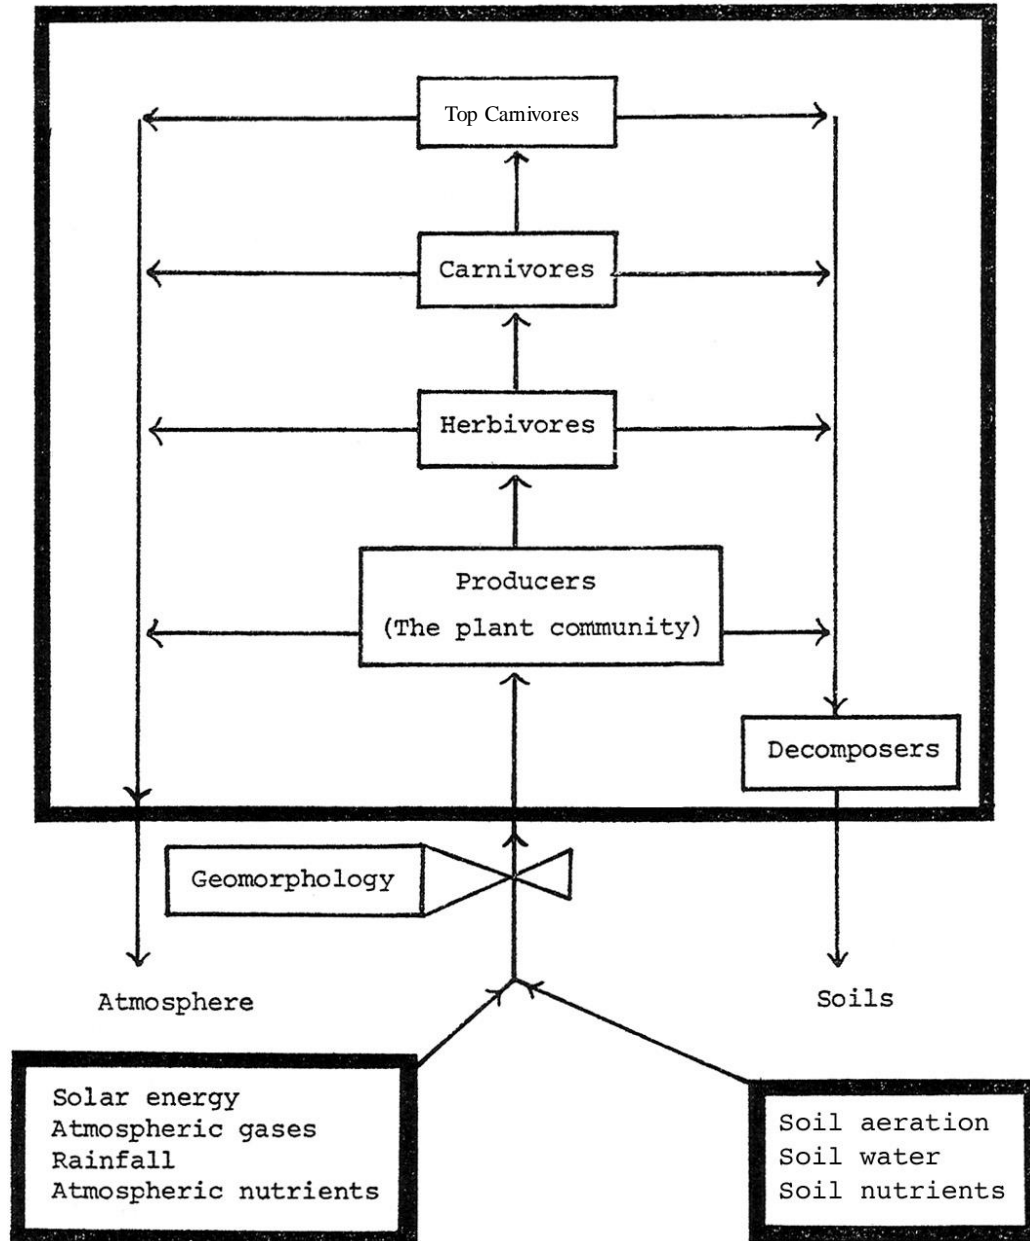 Top Carnivores
Carnivores
Herbivores
Producers
(The plant community)
Decomposers
Geomorphology
Atmosphere
Soils
Solar energy
Atmospheric gases
Rainfall
Atmospheric nutrients
Soil aeration
Soil water
Soil nutrients